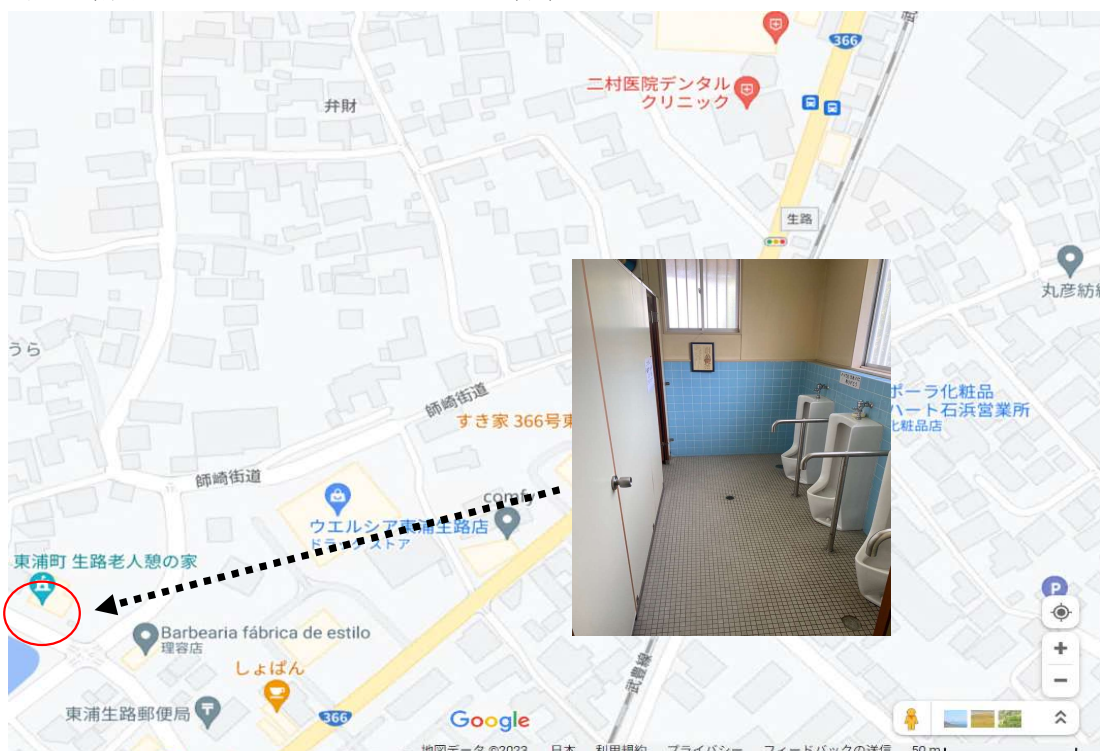 366
二村医院デンタル
クリニック
弁財
生路
丸彦紡
うら
師崎街道
すき家 366号
ポーラ化粧品
ハート石浜営業所
化粧品店
師崎街道
comfy
ウエルシア東浦生路店
ドラッグストア
東浦町 生路老人憩の家
P
Barbearia fábrica de estilo
理容店
しょぱん
武豊線
東浦生路郵便局
366
Google
地図データ ©2023 日本 利用規約 プライバシー フィードバックの送信 50 m